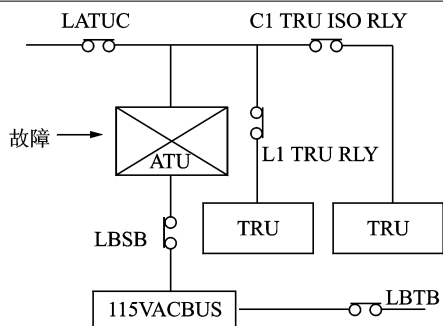 LATUC
C1 TRU ISO RLY
故障
ATU
L1 TRU RLY
TRU
TRU
LBSB
115VACBUS
LBTB